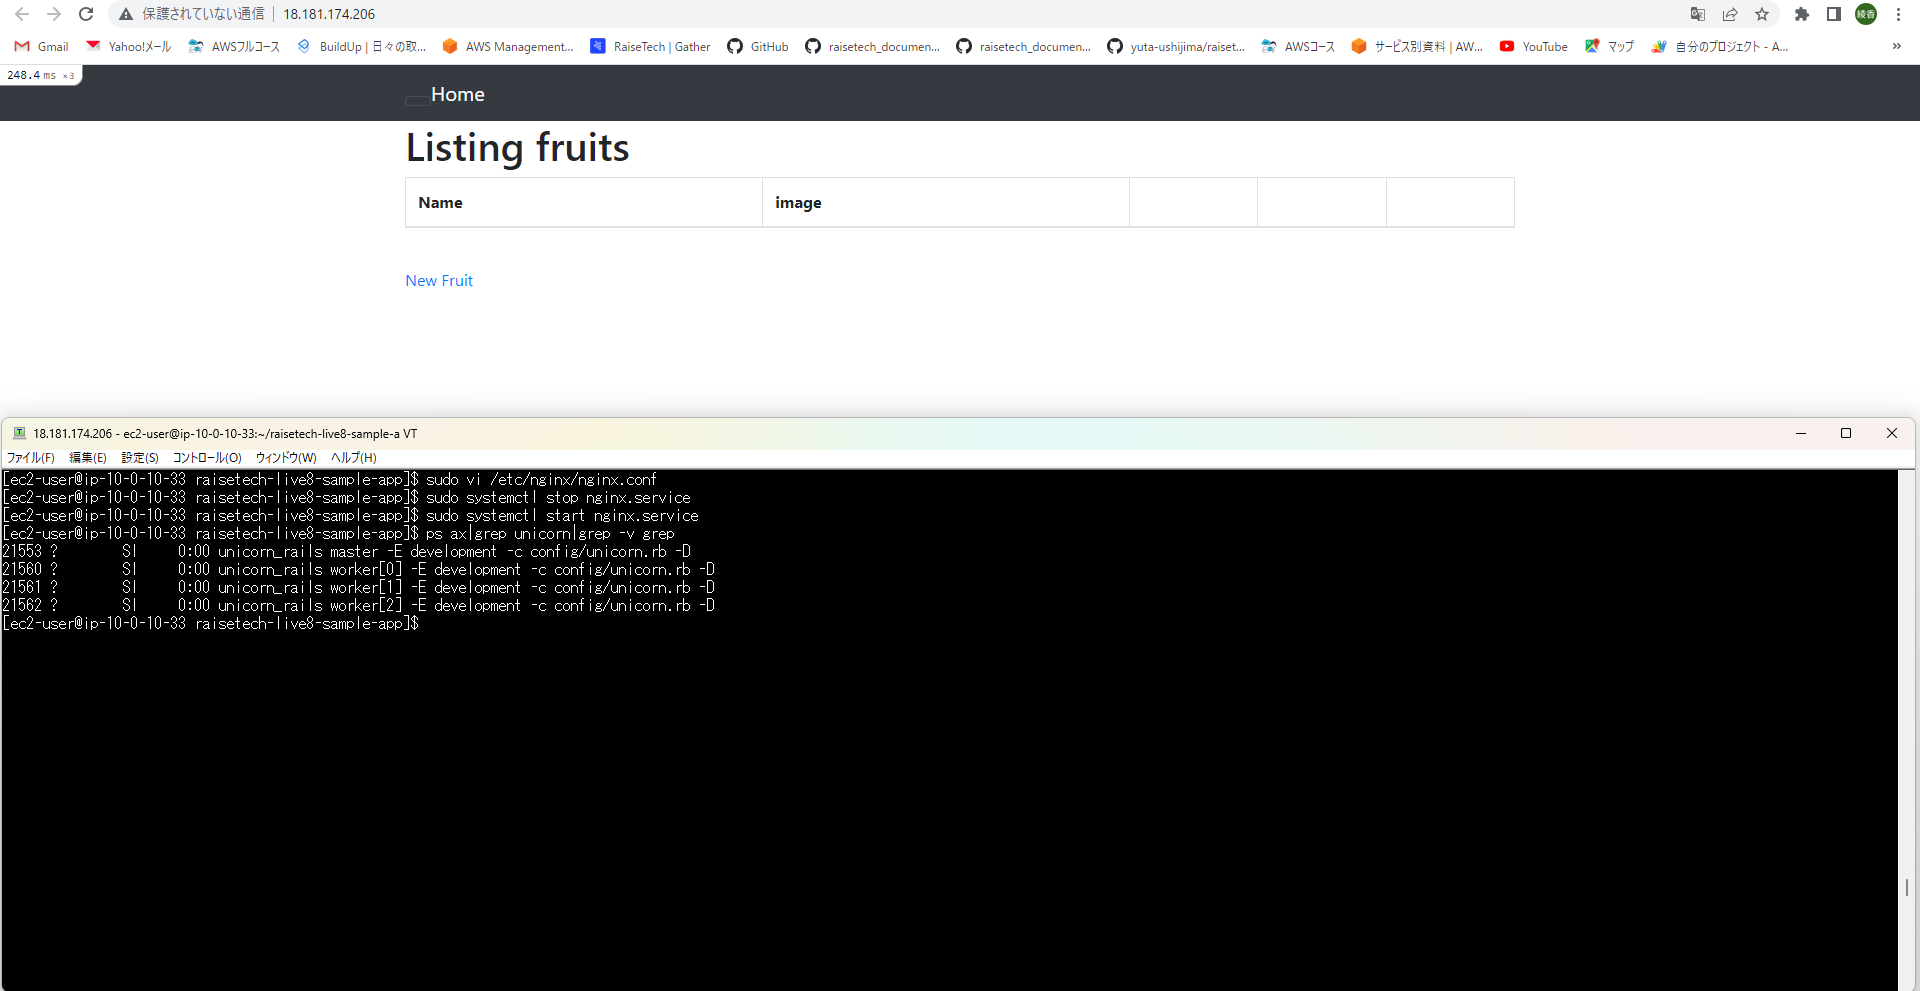 保護されていない通信 18.181.174.206
Gmail Yahoo!メール AWSフルコース BuildUp | 日々の取... AWS Management... RaiseTech | Gather GitHub raisetech_documen... raisetech_documen... yuta-ushijima/raiset... AWSコース サービス別資料 | AW... YouTube マップ 自分のプロジェクト - A... »
248.4 ms ×3
Home
Listing fruits
Name image
New Fruit
18.181.174.206 - ec2-user@ip-10-0-10-33:~/raisetech-live8-sample-a VT
ファイル(F) 編集(E) 設定(S) コントロール(O) ウィンドウ(W) ヘルプ(H)
[ec2-user@ip-10-0-10-33 raisetech-live8-sample-app]$ sudo vi /etc/nginx/nginx.conf
[ec2-user@ip-10-0-10-33 raisetech-live8-sample-app]$ sudo systemctl stop nginx.service
[ec2-user@ip-10-0-10-33 raisetech-live8-sample-app]$ sudo systemctl start nginx.service
[ec2-user@ip-10-0-10-33 raisetech-live8-sample-app]$ ps ax|grep unicorn|grep -v grep
21553 ? Sl 0:00 unicorn_rails master -E development -c config/unicorn.rb -D
21560 ? Sl 0:00 unicorn_rails worker[0] -E development -c config/unicorn.rb -D
21561 ? Sl 0:00 unicorn_rails worker[1] -E development -c config/unicorn.rb -D
21562 ? Sl 0:00 unicorn_rails worker[2] -E development -c config/unicorn.rb -D
[ec2-user@ip-10-0-10-33 raisetech-live8-sample-app]$